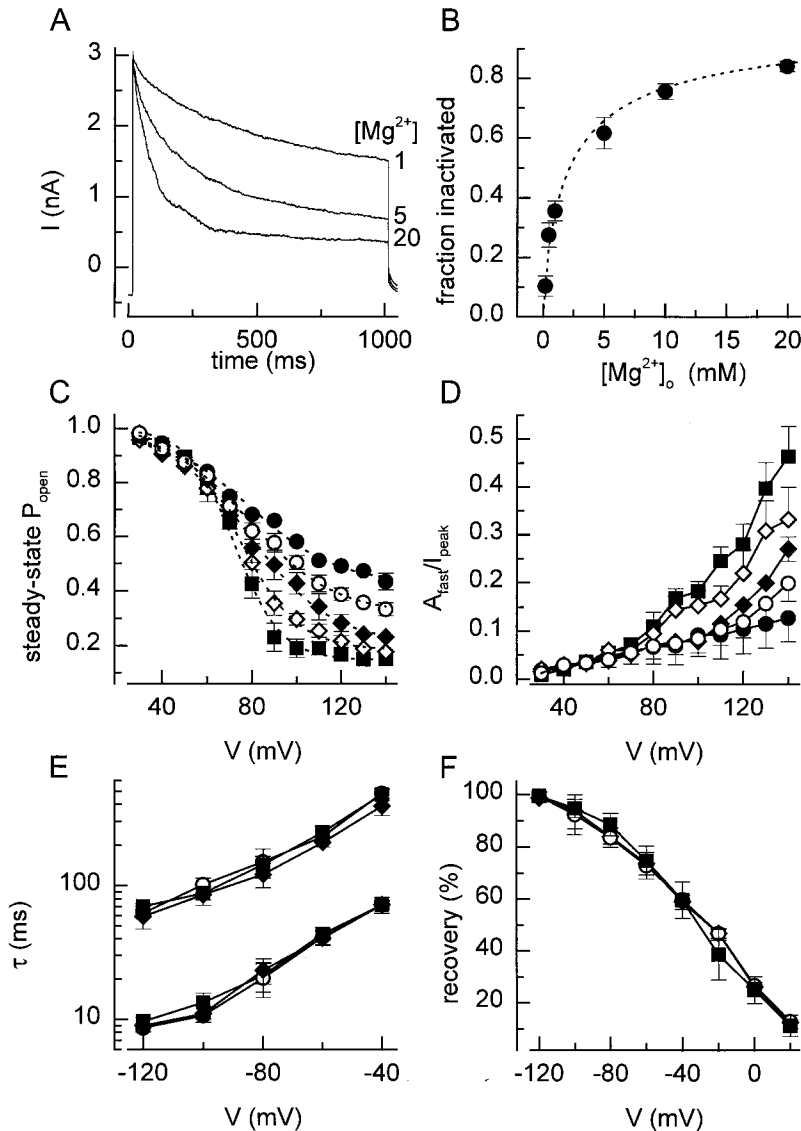 A
3
2
1
0
I (nA)
[Mg2+]
1
5
20
0
500
1000
time (ms)
B
0.8
0.6
0.4
0.2
0.0
fraction inactivated
0
5
10
15
20
[Mg2+]o (mM)
C
1.0
0.8
0.6
0.4
0.2
steady-state Popen
40
80
120
V (mV)
D
0.5
0.4
0.3
0.2
0.1
0.0
Afast/Ipeak
40
80
120
V (mV)
E
100
10
τ (ms)
-120
-80
-40
V (mV)
F
100
80
60
40
20
recovery (%)
-120
-80
-40
0
V (mV)